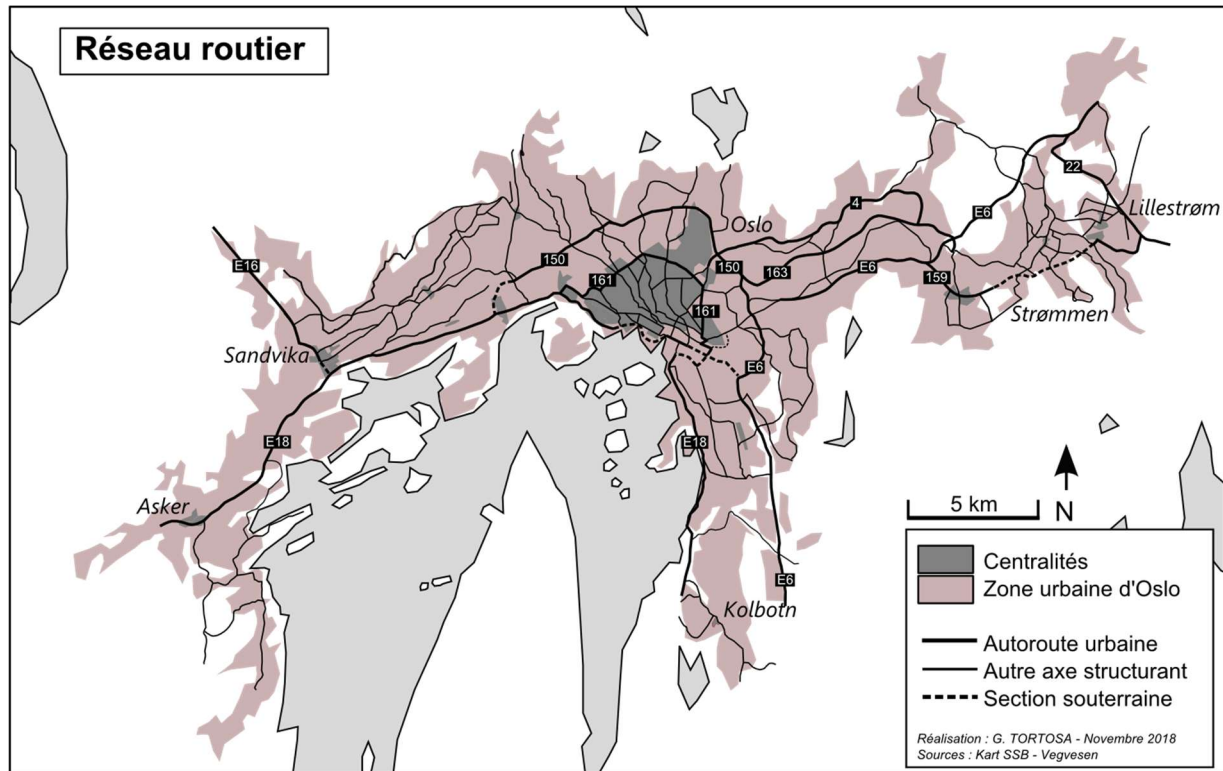 Réseau routier
22
4
Oslo
Lillestrøm
E6
E16
150
161
150
163
E6
159
161
Strømmen
Sandvika
E6
E18
E18
Asker
5 km
N
E6
Kolbotn
Centralités
Zone urbaine d'Oslo
Autoroute urbaine
Autre axe structurant
Section souterraine
Réalisation : G. TORTOSA - Novembre 2018
Sources : Kart SSB - Vegvesen